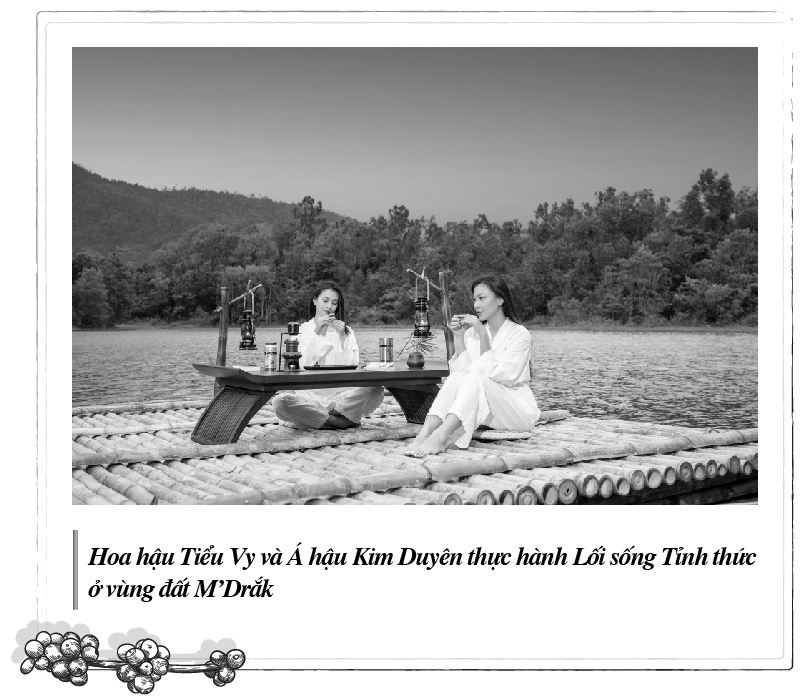 Hoa hậu Tiểu Vy và Á hậu Kim Duyên thực hành Lối sống Tỉnh thức
ở vùng đất M’Drắk